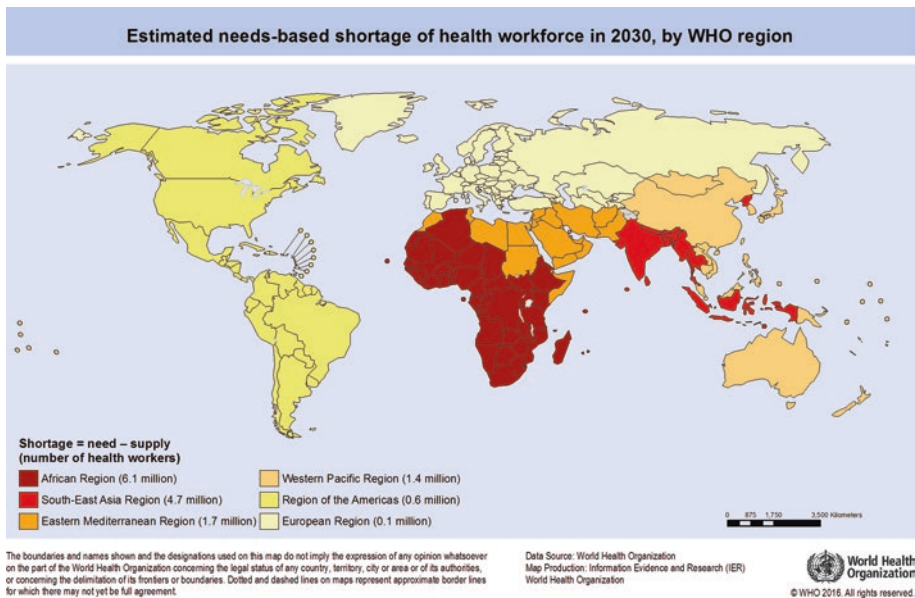 Estimated needs-based shortage of health workforce in 2030, by WHO region
Shortage = need – supply
(number of health workers)
African Region (6.1 million)
South-East Asia Region (4.7 million)
Eastern Mediterranean Region (1.7 million)
Western Pacific Region (1.4 million)
Region of the Americas (0.6 million)
European Region (0.1 million)
0 875 1,750 3,500 Kilometers
The boundaries and names shown and the designations used on this map do not imply the expression of any opinion whatsoever
on the part of the World Health Organization concerning the legal status of any country, territory, city or area or of its authorities,
or concerning the delimitation of its frontiers or boundaries. Dotted and dashed lines on maps represent approximate border lines
for which there may not yet be full agreement.
Data Source: World Health Organization
Map Production: Information Evidence and Research (IER)
World Health Organization
World Health
Organization
© WHO 2016. All rights reserved.